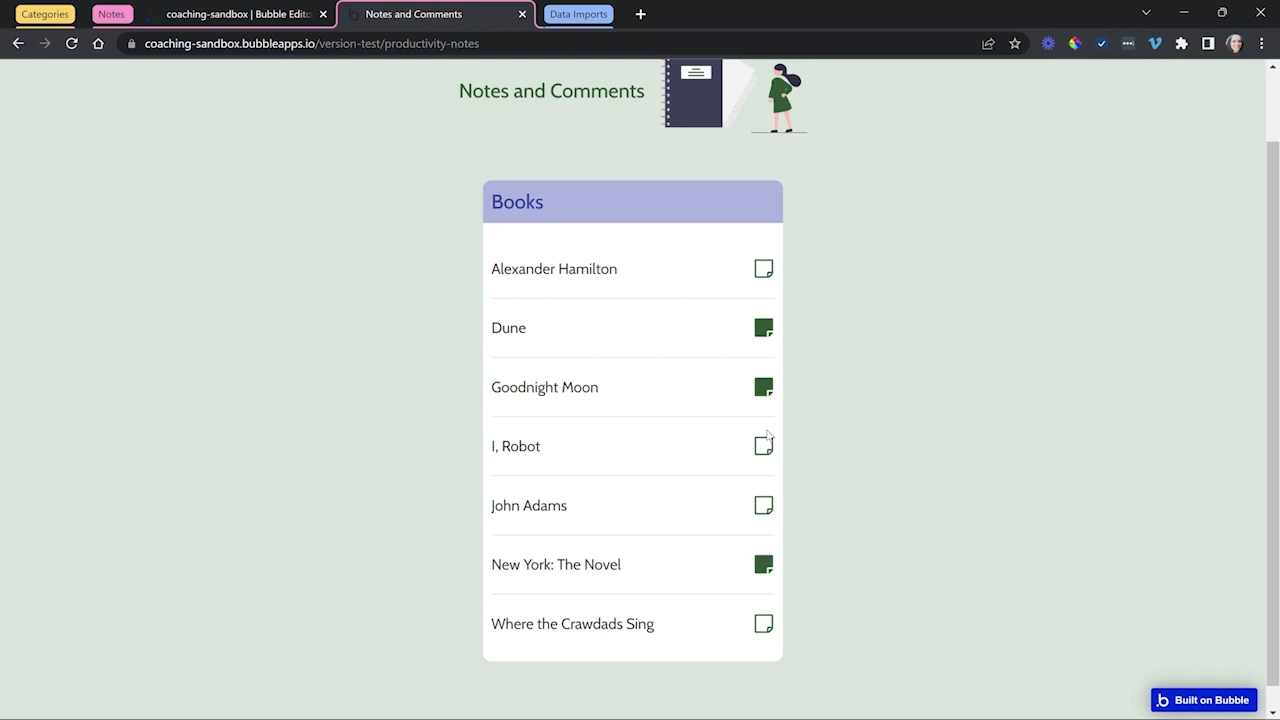 Categories
Notes
coaching-sandbox | Bubble Edito
Notes and Comments
Data Imports
coaching-sandbox.bubbleapps.io/version-test/productivity-notes
Notes and Comments
Books
Alexander Hamilton
Dune
Goodnight Moon
I, Robot
John Adams
New York: The Novel
Where the Crawdads Sing
Built on Bubble